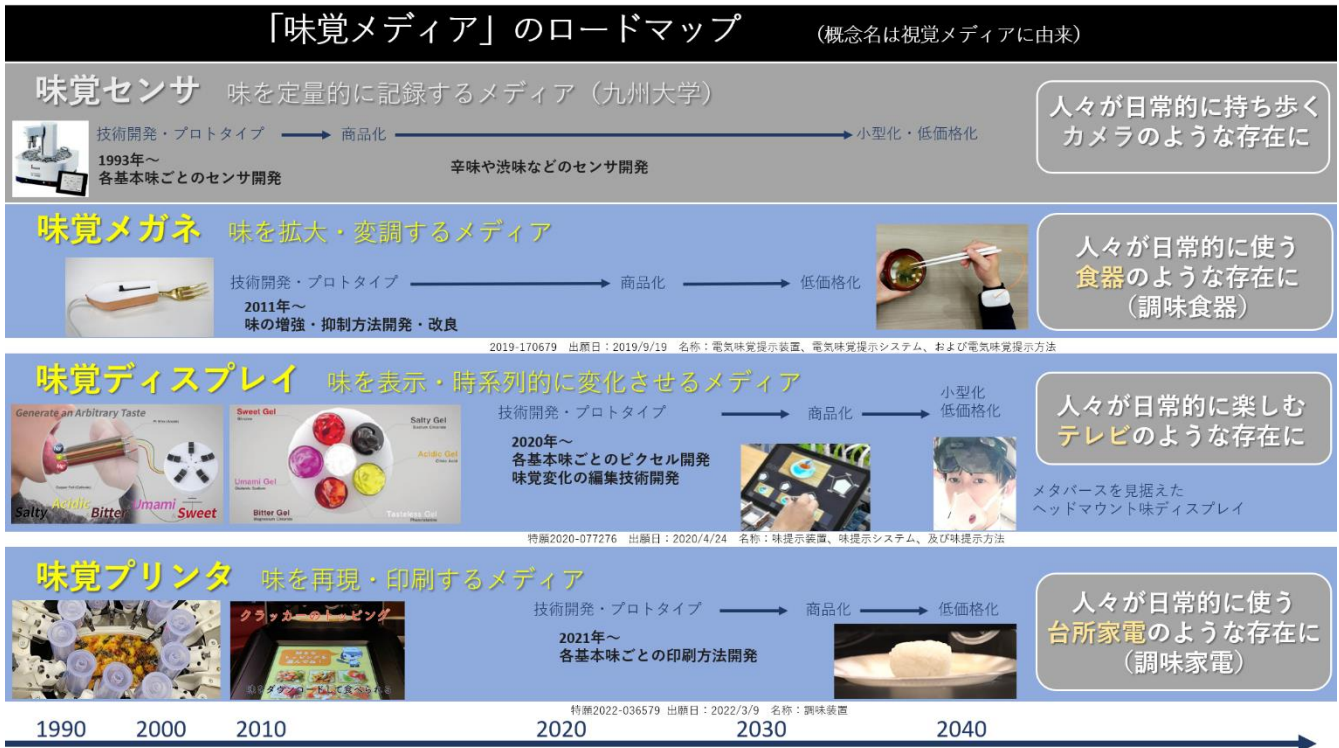 「味覚メディア」のロードマップ （概念名は視覚メディアに由来）
味覚センサ 味を定量的に記録するメディア（九州大学）
技術開発・プロトタイプ 商品化 小型化・低価格化
1993年～
各基本味ごとのセンサ開発
辛味や渋味などのセンサ開発
人々が日常的に持ち歩く
カメラのような存在に
味覚メガネ 味を拡大・変調するメディア
技術開発・プロトタイプ 商品化 低価格化
2011年～
味の増強・抑制方法開発・改良
人々が日常的に使う
食器のような存在に
(調味食器)
2019-170679 出願日：2019/9/19 名称：電気味覚提示装置、電気味覚提示システム、および電気味覚提示方法
味覚ディスプレイ 味を表示・時系列的に変化させるメディア
Generate an Arbitrary Taste
Salty Acidic Bitter Umami Sweet
Sweet Gel
Salty Gel
Acidic Gel
Umami Gel
Bitter Gel
Tasteless Gel
技術開発・プロトタイプ 商品化 小型化
低価格化
2020年～
各基本味ごとのピクセル開発
味覚変化の編集技術開発
人々が日常的に楽しむ
テレビのような存在に
メタバースを見据えた
ヘッドマウント味ディスプレイ
特願2020-077276 出願日：2020/4/24 名称：味提示装置、味提示システム、及び味提示方法
味覚プリンタ 味を再現・印刷するメディア
クラッカーのトッピング
味をダウンロードして食べられる
技術開発・プロトタイプ 商品化 低価格化
2021年～
各基本味ごとの印刷方法開発
人々が日常的に使う
台所家電のような存在に
(調味家電)
特願2022-036579 出願日：2022/3/9 名称：調味装置
1990 2000 2010 2020 2030 2040